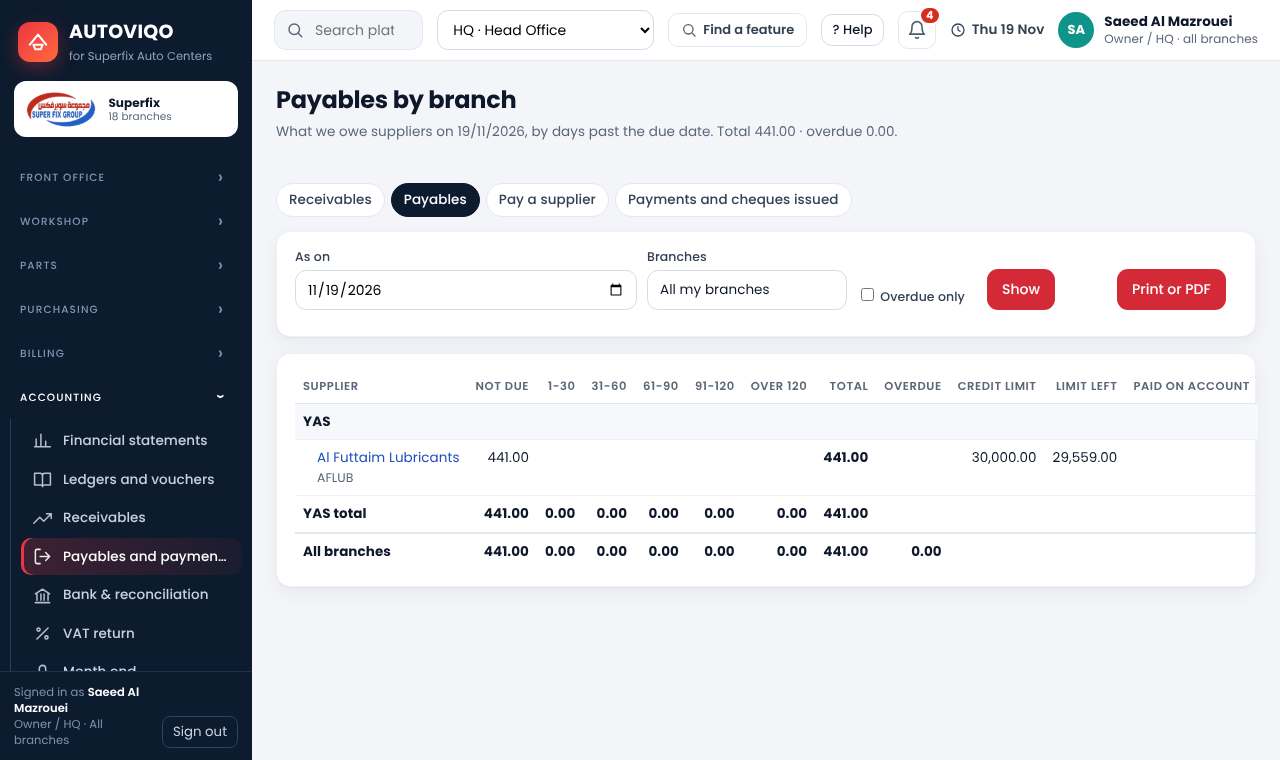 AUTOVIQO
for Superfix Auto Centers
مجموعة سوبر فكس
SUPER FIX GROUP
Superfix
18 branches
FRONT OFFICE
WORKSHOP
PARTS
PURCHASING
BILLING
ACCOUNTING
Financial statements
Ledgers and vouchers
Receivables
Payables and paymen...
Bank & reconciliation
VAT return
Month end
Signed in as Saeed Al
Mazrouei
Owner / HQ · All
branches
Sign out
Search plat
HQ · Head Office
Find a feature
? Help
4
Thu 19 Nov
SA
Saeed Al Mazrouei
Owner / HQ · all branches
Payables by branch
What we owe suppliers on 19/11/2026, by days past the due date. Total 441.00 · overdue 0.00.
Receivables Payables Pay a supplier Payments and cheques issued
As on Branches
11/19/2026 All my branches Overdue only Show Print or PDF
SUPPLIER NOT DUE 1-30 31-60 61-90 91-120 OVER 120 TOTAL OVERDUE CREDIT LIMIT LIMIT LEFT PAID ON ACCOUNT
YAS
Al Futtaim Lubricants 441.00 441.00 30,000.00 29,559.00
AFLUB
YAS total 441.00 0.00 0.00 0.00 0.00 0.00 441.00
All branches 441.00 0.00 0.00 0.00 0.00 0.00 441.00 0.00